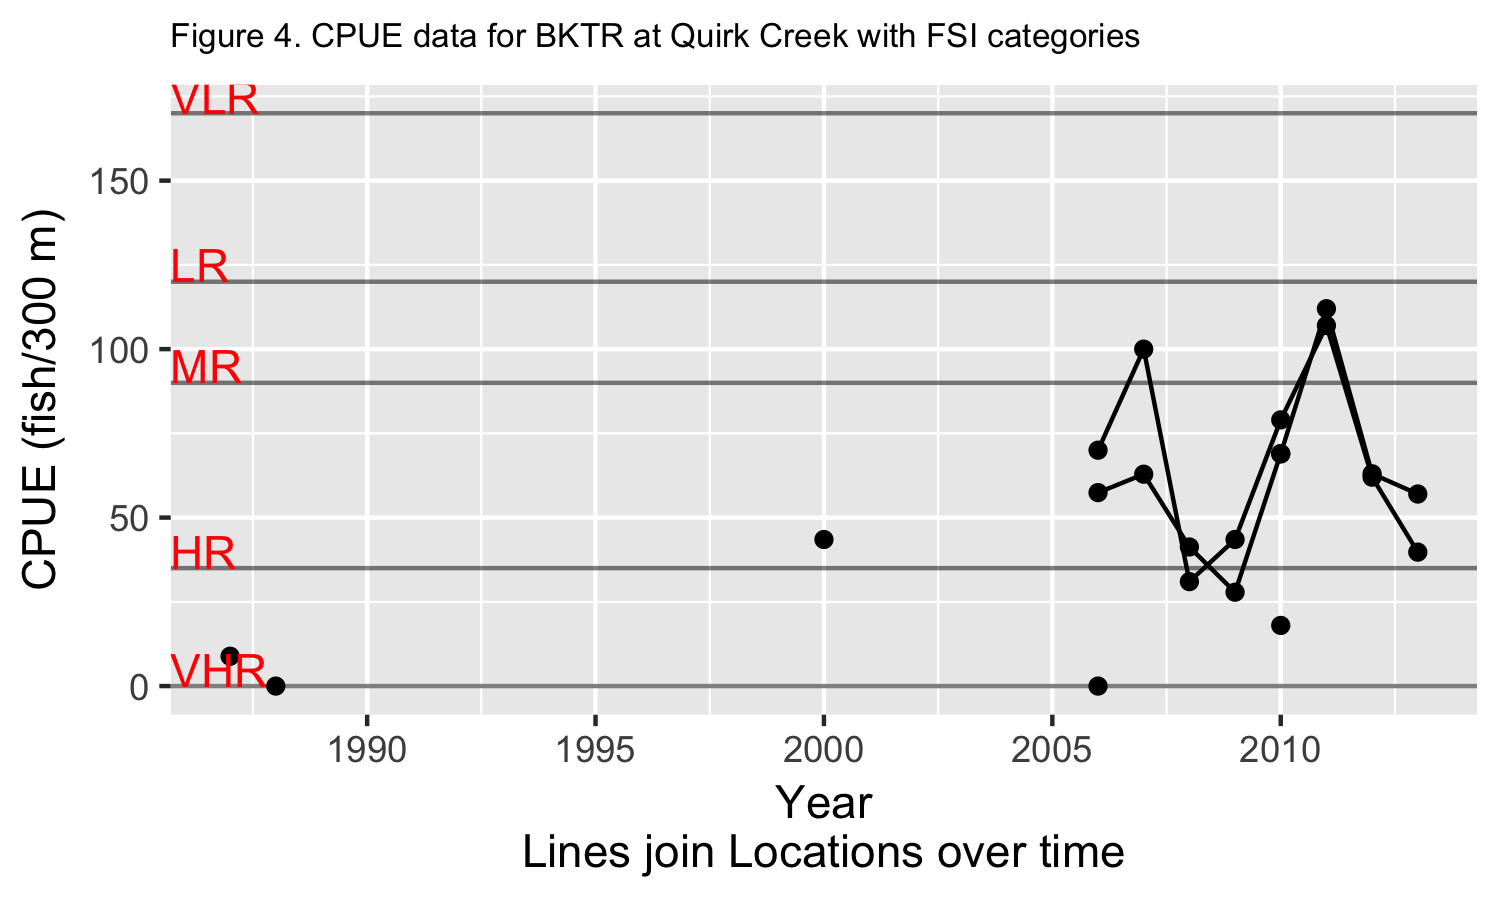 Figure 4. CPUE data for BKTR at Quirk Creek with FSI categories
VLR
150
LR
100
MR
50
HR
VHR
0
CPUE (fish/300 m)
1990 1995 2000 2005 2010
Year
Lines join Locations over time